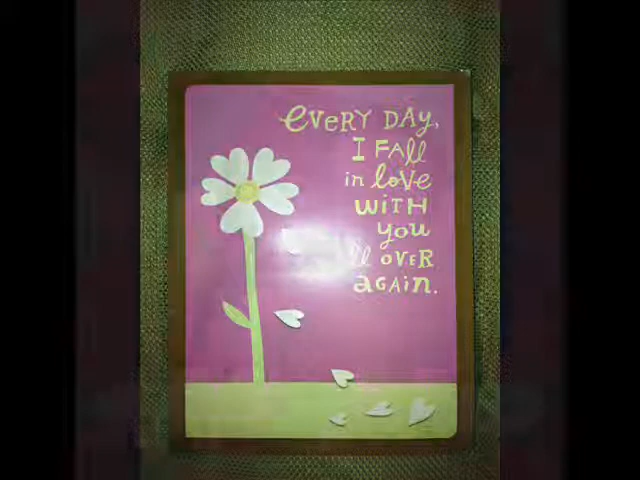 EVERY DAY,
I FALL
in love
WITH
you
OVER
AGAIN.